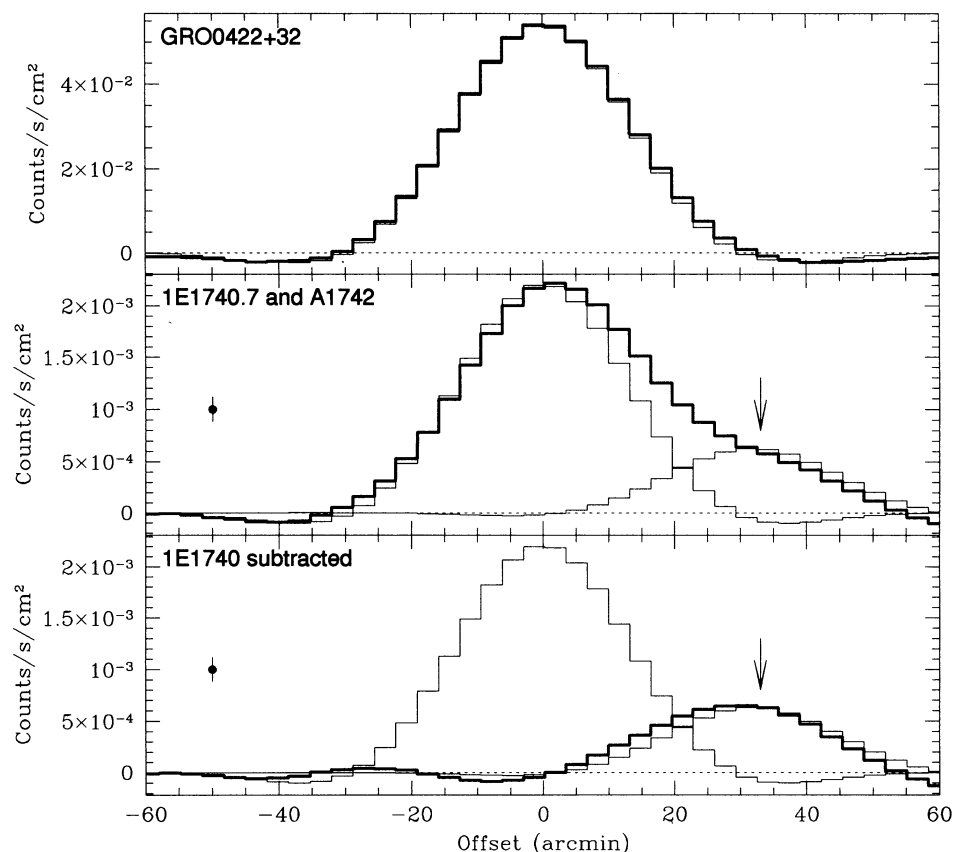 GRO0422+32
Counts/s/cm²
4×10⁻²
2×10⁻²
0
1E1740.7 and A1742
Counts/s/cm²
2×10⁻³
1.5×10⁻³
10⁻³
5×10⁻⁴
0
1E1740 subtracted
Counts/s/cm²
2×10⁻³
1.5×10⁻³
10⁻³
5×10⁻⁴
0
-60 -40 -20 0 20 40 60
Offset (arcmin)